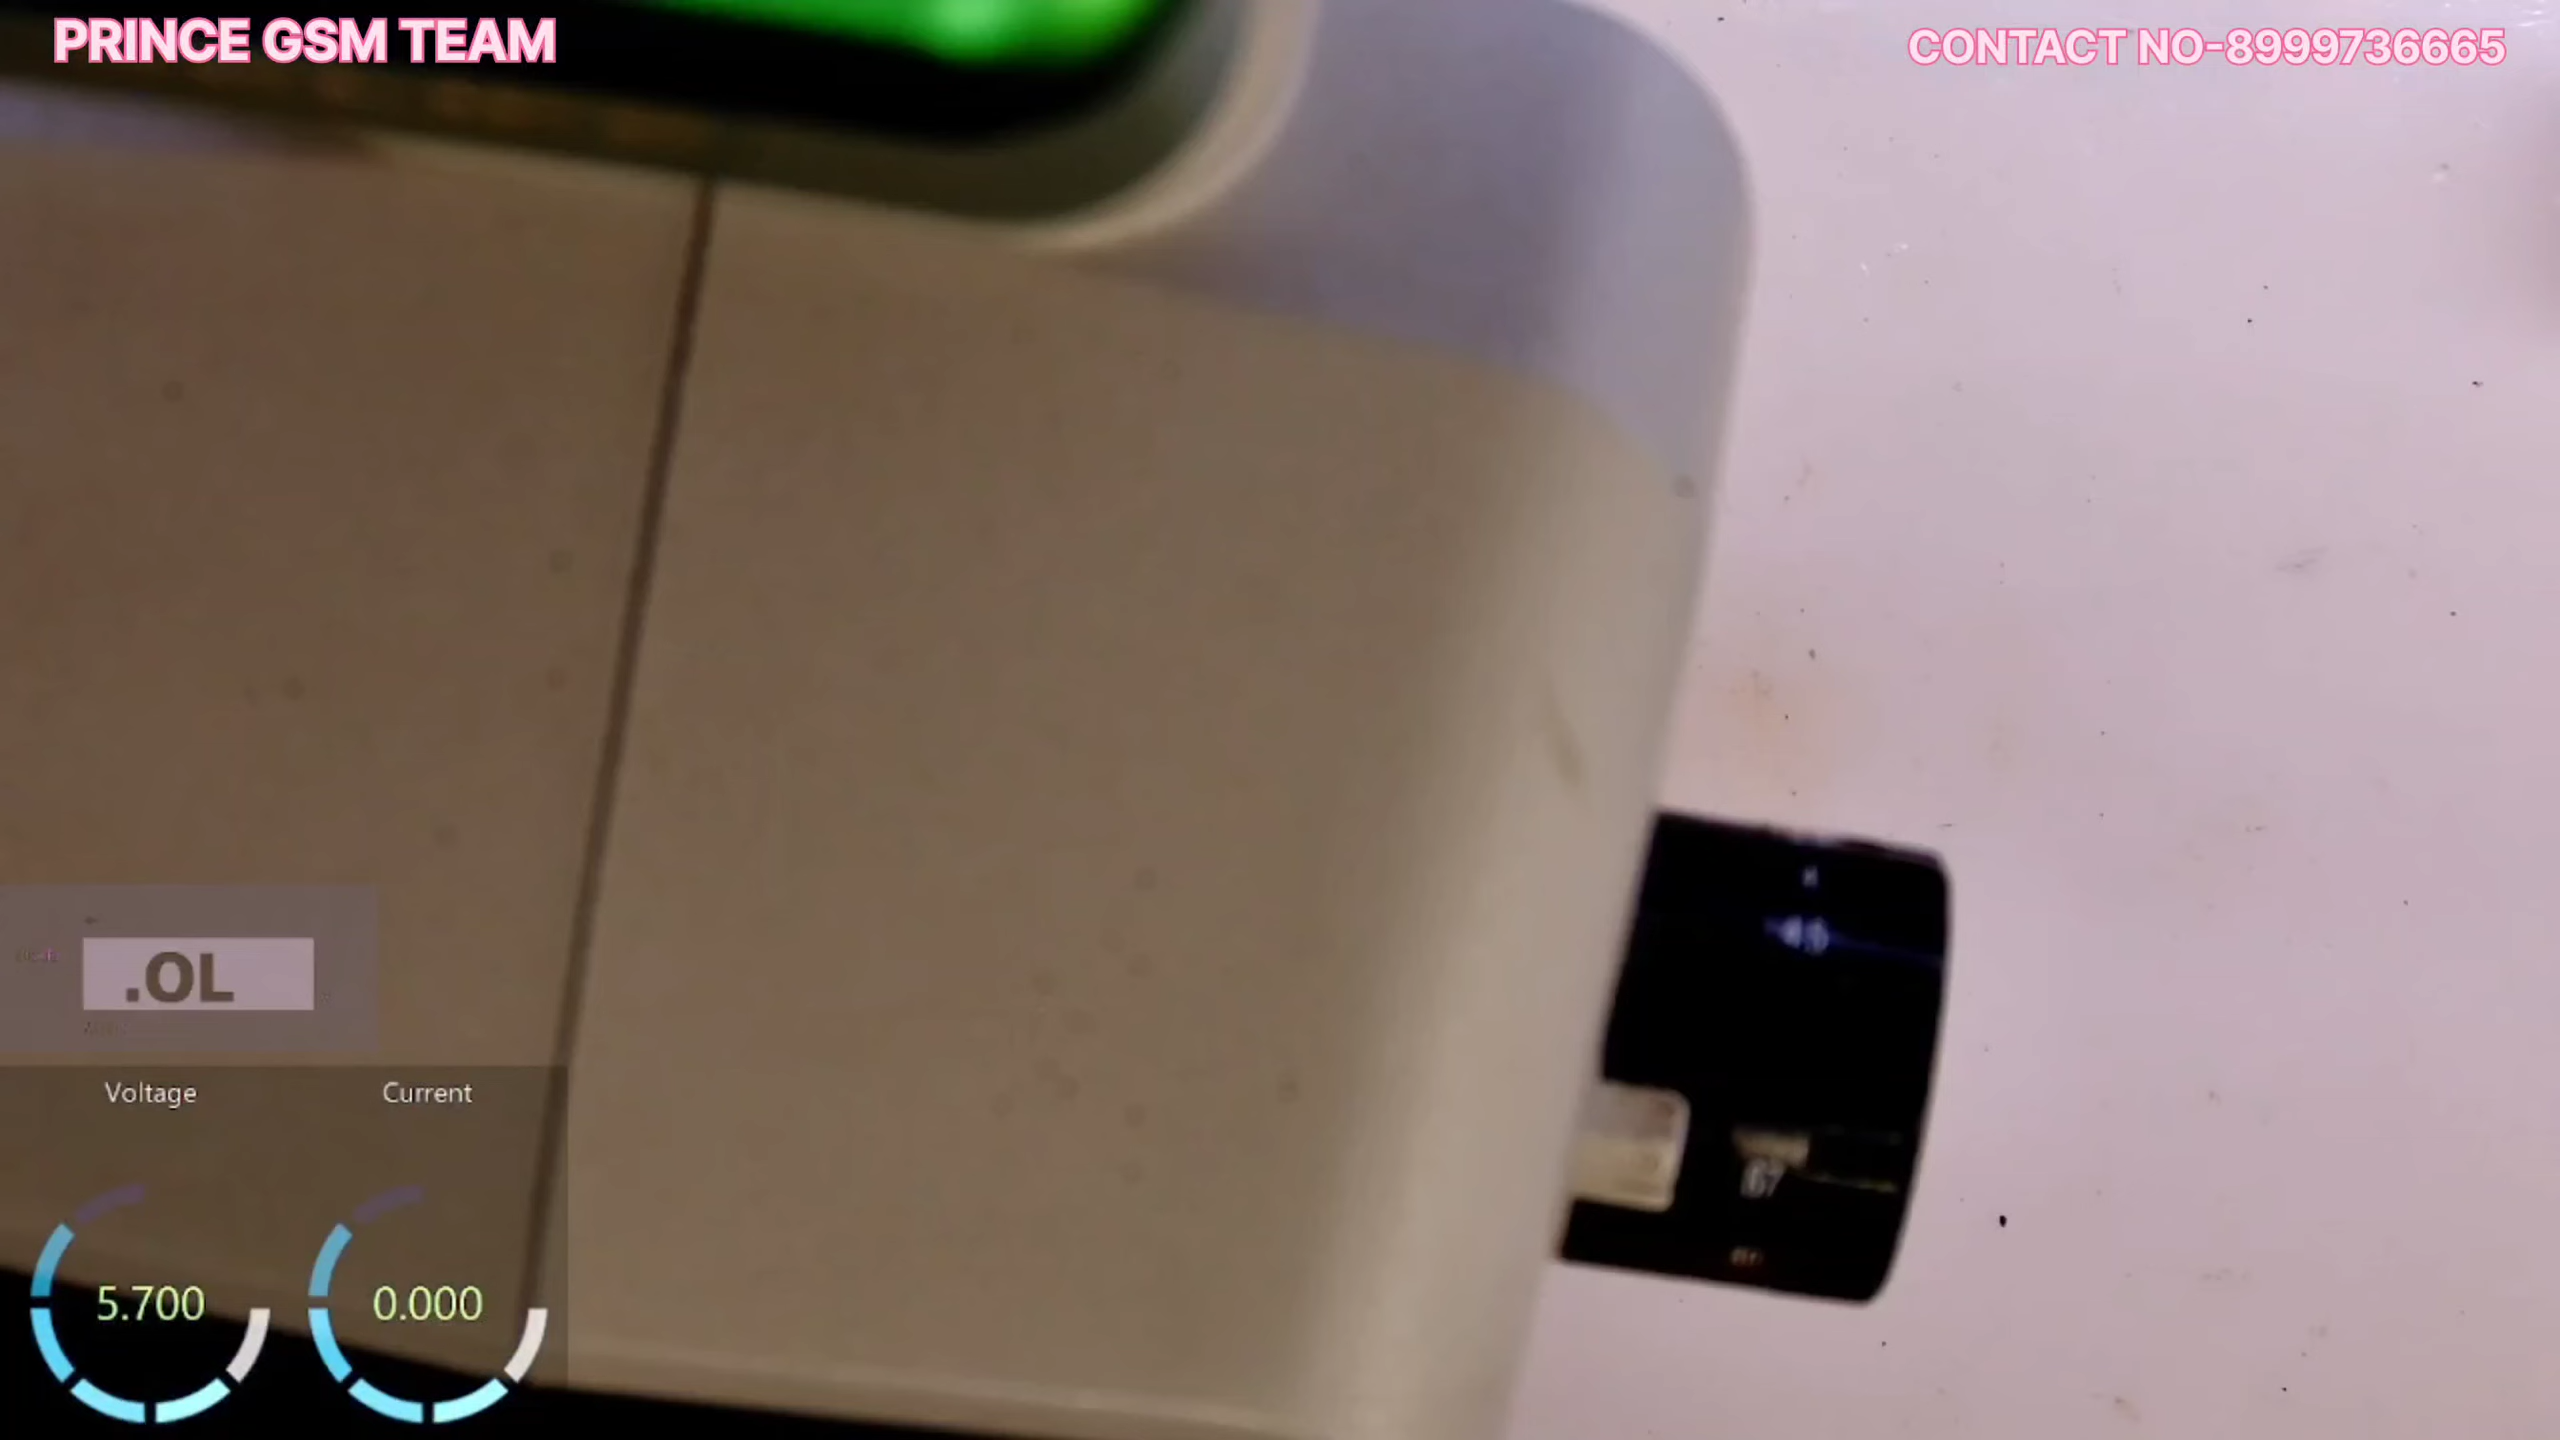 PRINCE GSM TEAM
CONTACT NO-8999736665
.OL
Voltage
Current
5.700
0.000